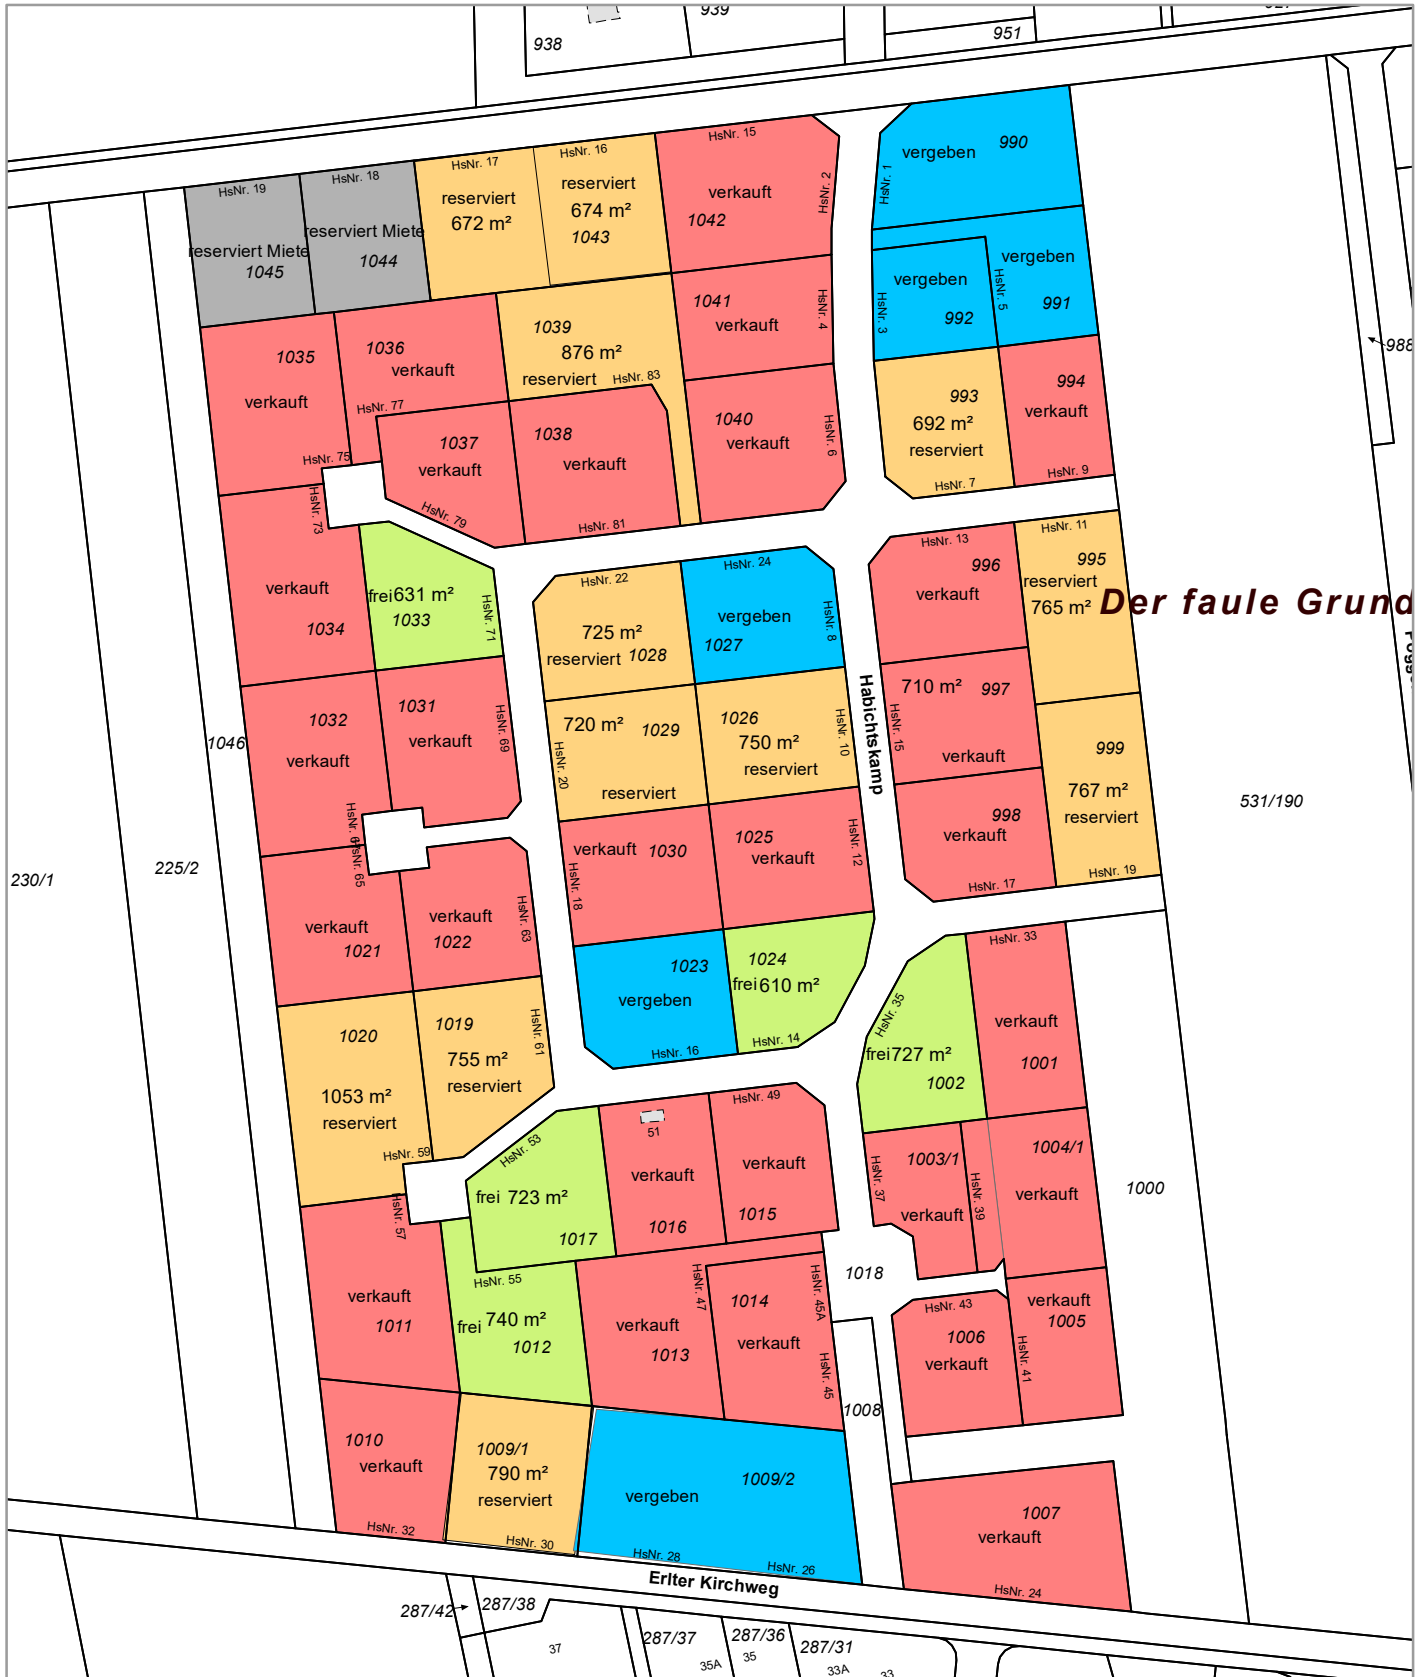 939
938
951
HsNr. 15
HsNr. 16
HsNr. 17
HsNr. 18
HsNr. 19
vergeben 990
HsNr. 1
HsNr. 2
reserviert
672 m²
reserviert
674 m²
1043
verkauft
1042
reserviert Miete
1044
reserviert Miete
1045
vergeben
991
HsNr. 5
vergeben
992
HsNr. 3
1041
verkauft
HsNr. 4
1039
876 m²
reserviert HsNr. 83
1035
verkauft
HsNr. 75
1036
verkauft
HsNr. 77
988
993
692 m²
reserviert
HsNr. 7
994
verkauft
HsNr. 9
1037
verkauft
HsNr. 79
1038
verkauft
HsNr. 81
1040
verkauft
HsNr. 6
HsNr. 73
verkauft
1034
frei 631 m²
1033
HsNr. 71
HsNr. 22
725 m²
reserviert 1028
HsNr. 24
vergeben
1027
HsNr. 8
HsNr. 13
996
verkauft
HsNr. 11
995
reserviert
765 m²
Der faule Grund
Habichtskamp
710 m² 997
HsNr. 15
verkauft
1032
verkauft
1031
verkauft
HsNr. 69
720 m² 1029
HsNr. 20
reserviert
1026
750 m²
reserviert
HsNr. 10
999
767 m²
reserviert
HsNr. 19
1046
531/190
998
verkauft
HsNr. 17
HsNr. 65
verkauft 1030
HsNr. 18
1025
verkauft
HsNr. 12
230/1
225/2
verkauft
1021
verkauft
1022
HsNr. 63
1023
vergeben
HsNr. 16
1024
frei 610 m²
HsNr. 14
HsNr. 33
verkauft
1001
HsNr. 35
frei 727 m²
1002
1020
1053 m²
reserviert
HsNr. 59
1019
755 m²
reserviert
HsNr. 61
HsNr. 53
frei 723 m²
1017
51
verkauft
1016
HsNr. 49
verkauft
1015
1003/1
HsNr. 37
verkauft
HsNr. 39
1004/1
verkauft
1000
HsNr. 57
verkauft
1011
HsNr. 55
frei 740 m²
1012
HsNr. 47
verkauft
1013
1014
verkauft
HsNr. 45A
HsNr. 45
1018
HsNr. 43
1006
verkauft
HsNr. 41
verkauft
1005
1008
1010
verkauft
HsNr. 32
1009/1
790 m²
reserviert
HsNr. 30
vergeben
1009/2
HsNr. 28
HsNr. 26
1007
verkauft
HsNr. 24
Erlter Kirchweg
287/42
287/38
287/37
287/36
287/31
37
35A
35
33A
33